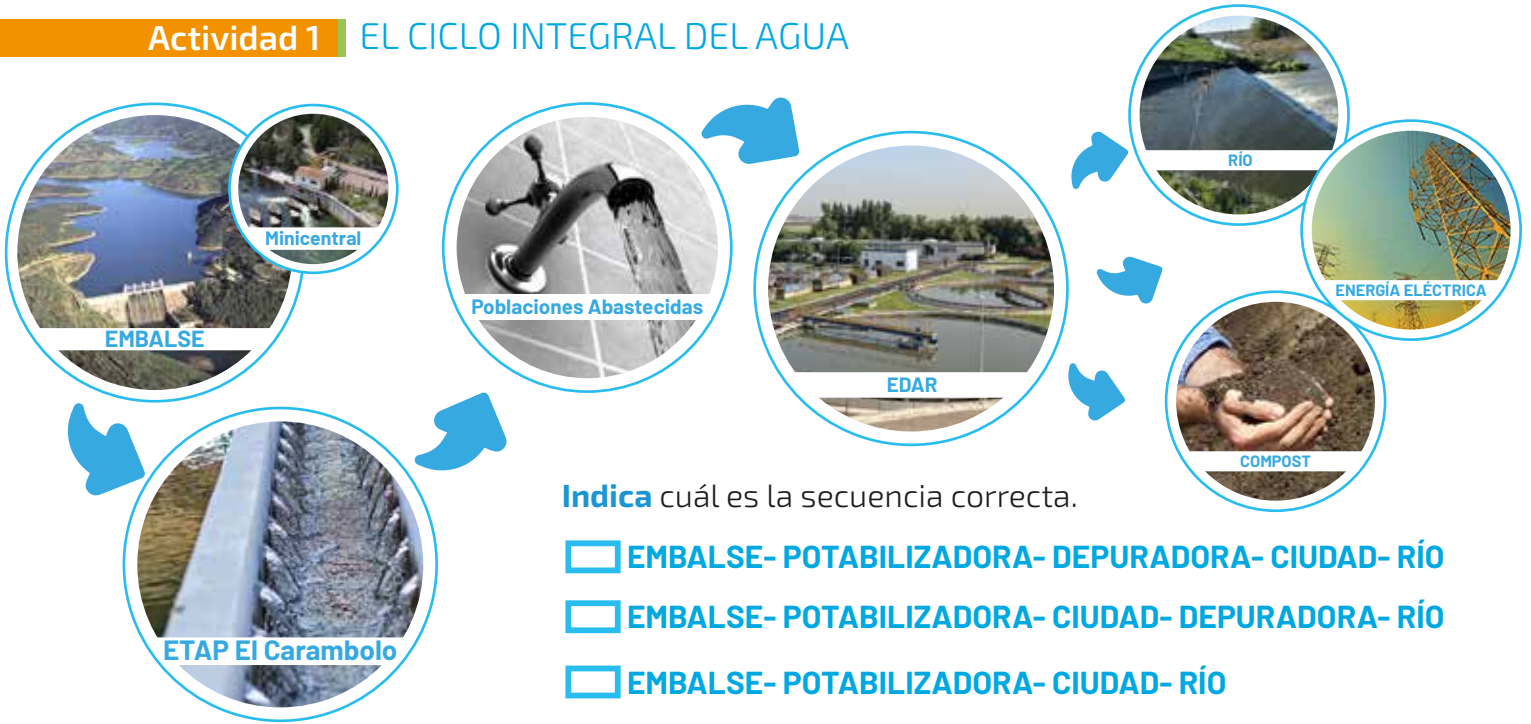 Actividad 1 EL CICLO INTEGRAL DEL AGUA
EMBALSE
Minicentral
ETAP El Carambolo
Poblaciones Abastecidas
EDAR
RÍO
ENERGÍA ELÉCTRICA
COMPOST
Indica cuál es la secuencia correcta.
EMBALSE- POTABILIZADORA- DEPURADORA- CIUDAD- RÍO
EMBALSE- POTABILIZADORA- CIUDAD- DEPURADORA- RÍO
EMBALSE- POTABILIZADORA- CIUDAD- RÍO